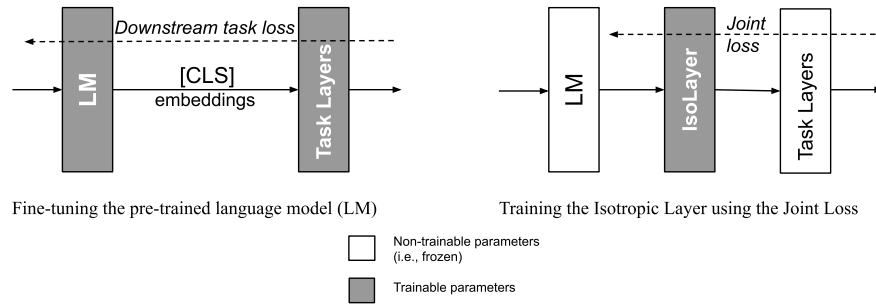 Downstream task loss
LM
[CLS]
embeddings
Task Layers
Fine-tuning the pre-trained language model (LM)
Joint
loss
LM
IsoLayer
Task Layers
Training the Isotropic Layer using the Joint Loss
Non-trainable parameters
(i.e., frozen)
Trainable parameters